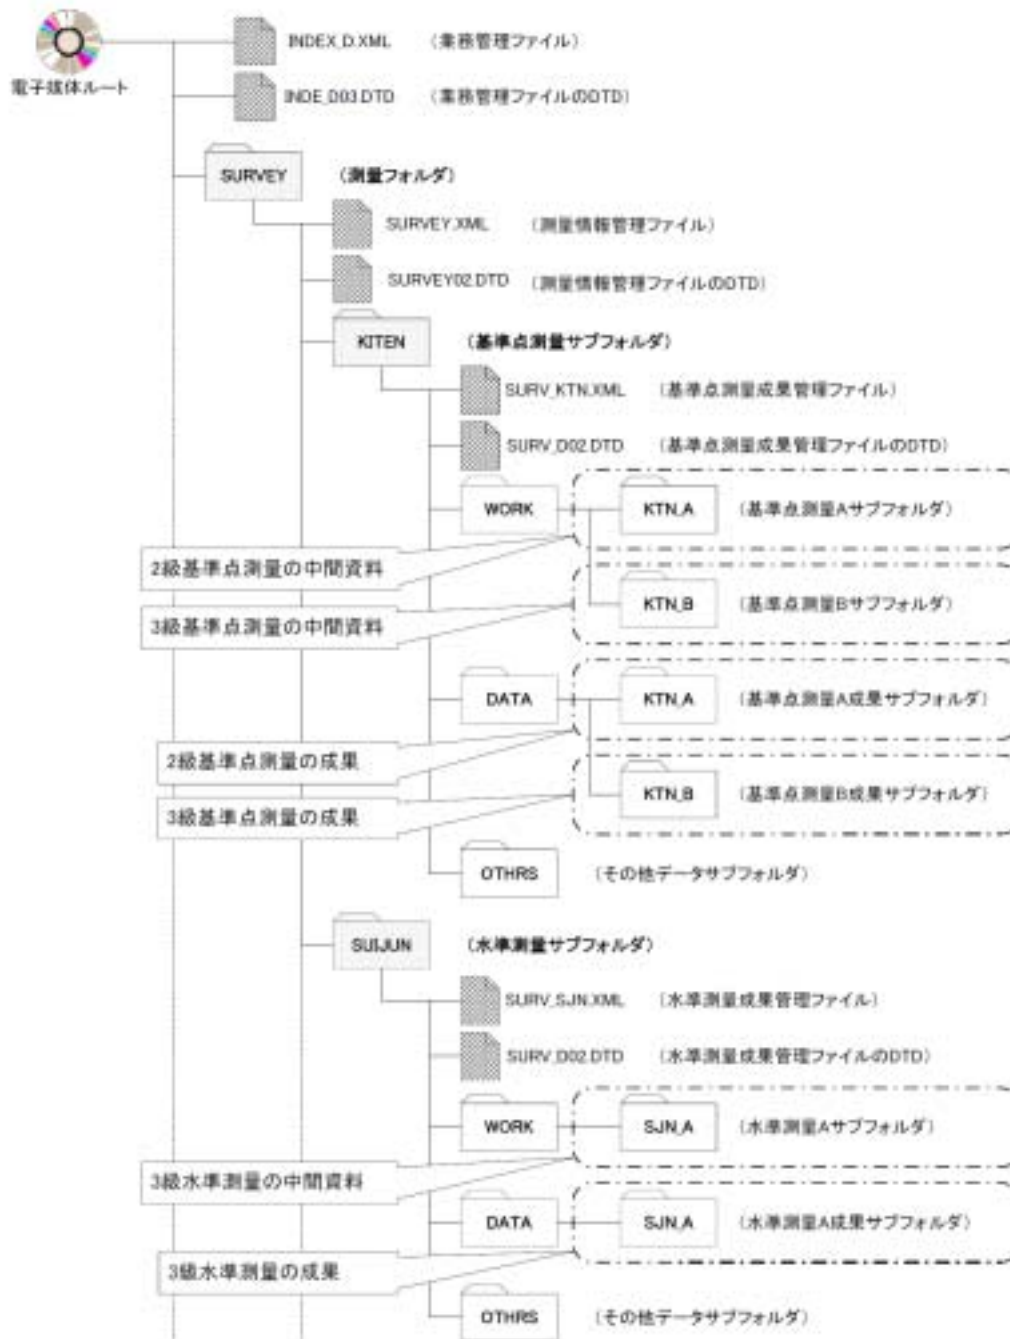 INDEX_D.XML （業務管理ファイル）
電子媒体ルート
INDE_D03.DTD （業務管理ファイルのDTD）
SURVEY （測量フォルダ）
SURVEY.XML （測量情報管理ファイル）
SURVEY02.DTD （測量情報管理ファイルのDTD）
KITEN （基準点測量サブフォルダ）
SURV_KTN.XML （基準点測量成果管理ファイル）
SURV_D02.DTD （基準点測量成果管理ファイルのDTD）
WORK KTN_A （基準点測量Aサブフォルダ）
2級基準点測量の中間資料
KTN_B （基準点測量Bサブフォルダ）
3級基準点測量の中間資料
DATA KTN_A （基準点測量A成果サブフォルダ）
2級基準点測量の成果
KTN_B （基準点測量B成果サブフォルダ）
3級基準点測量の成果
OTHRS （その他データサブフォルダ）
SUIJUN （水準測量サブフォルダ）
SURV_SJN.XML （水準測量成果管理ファイル）
SURV_D02.DTD （水準測量成果管理ファイルのDTD）
WORK SJN_A （水準測量Aサブフォルダ）
3級水準測量の中間資料
DATA SJN_A （水準測量A成果サブフォルダ）
3級水準測量の成果
OTHRS （その他データサブフォルダ）